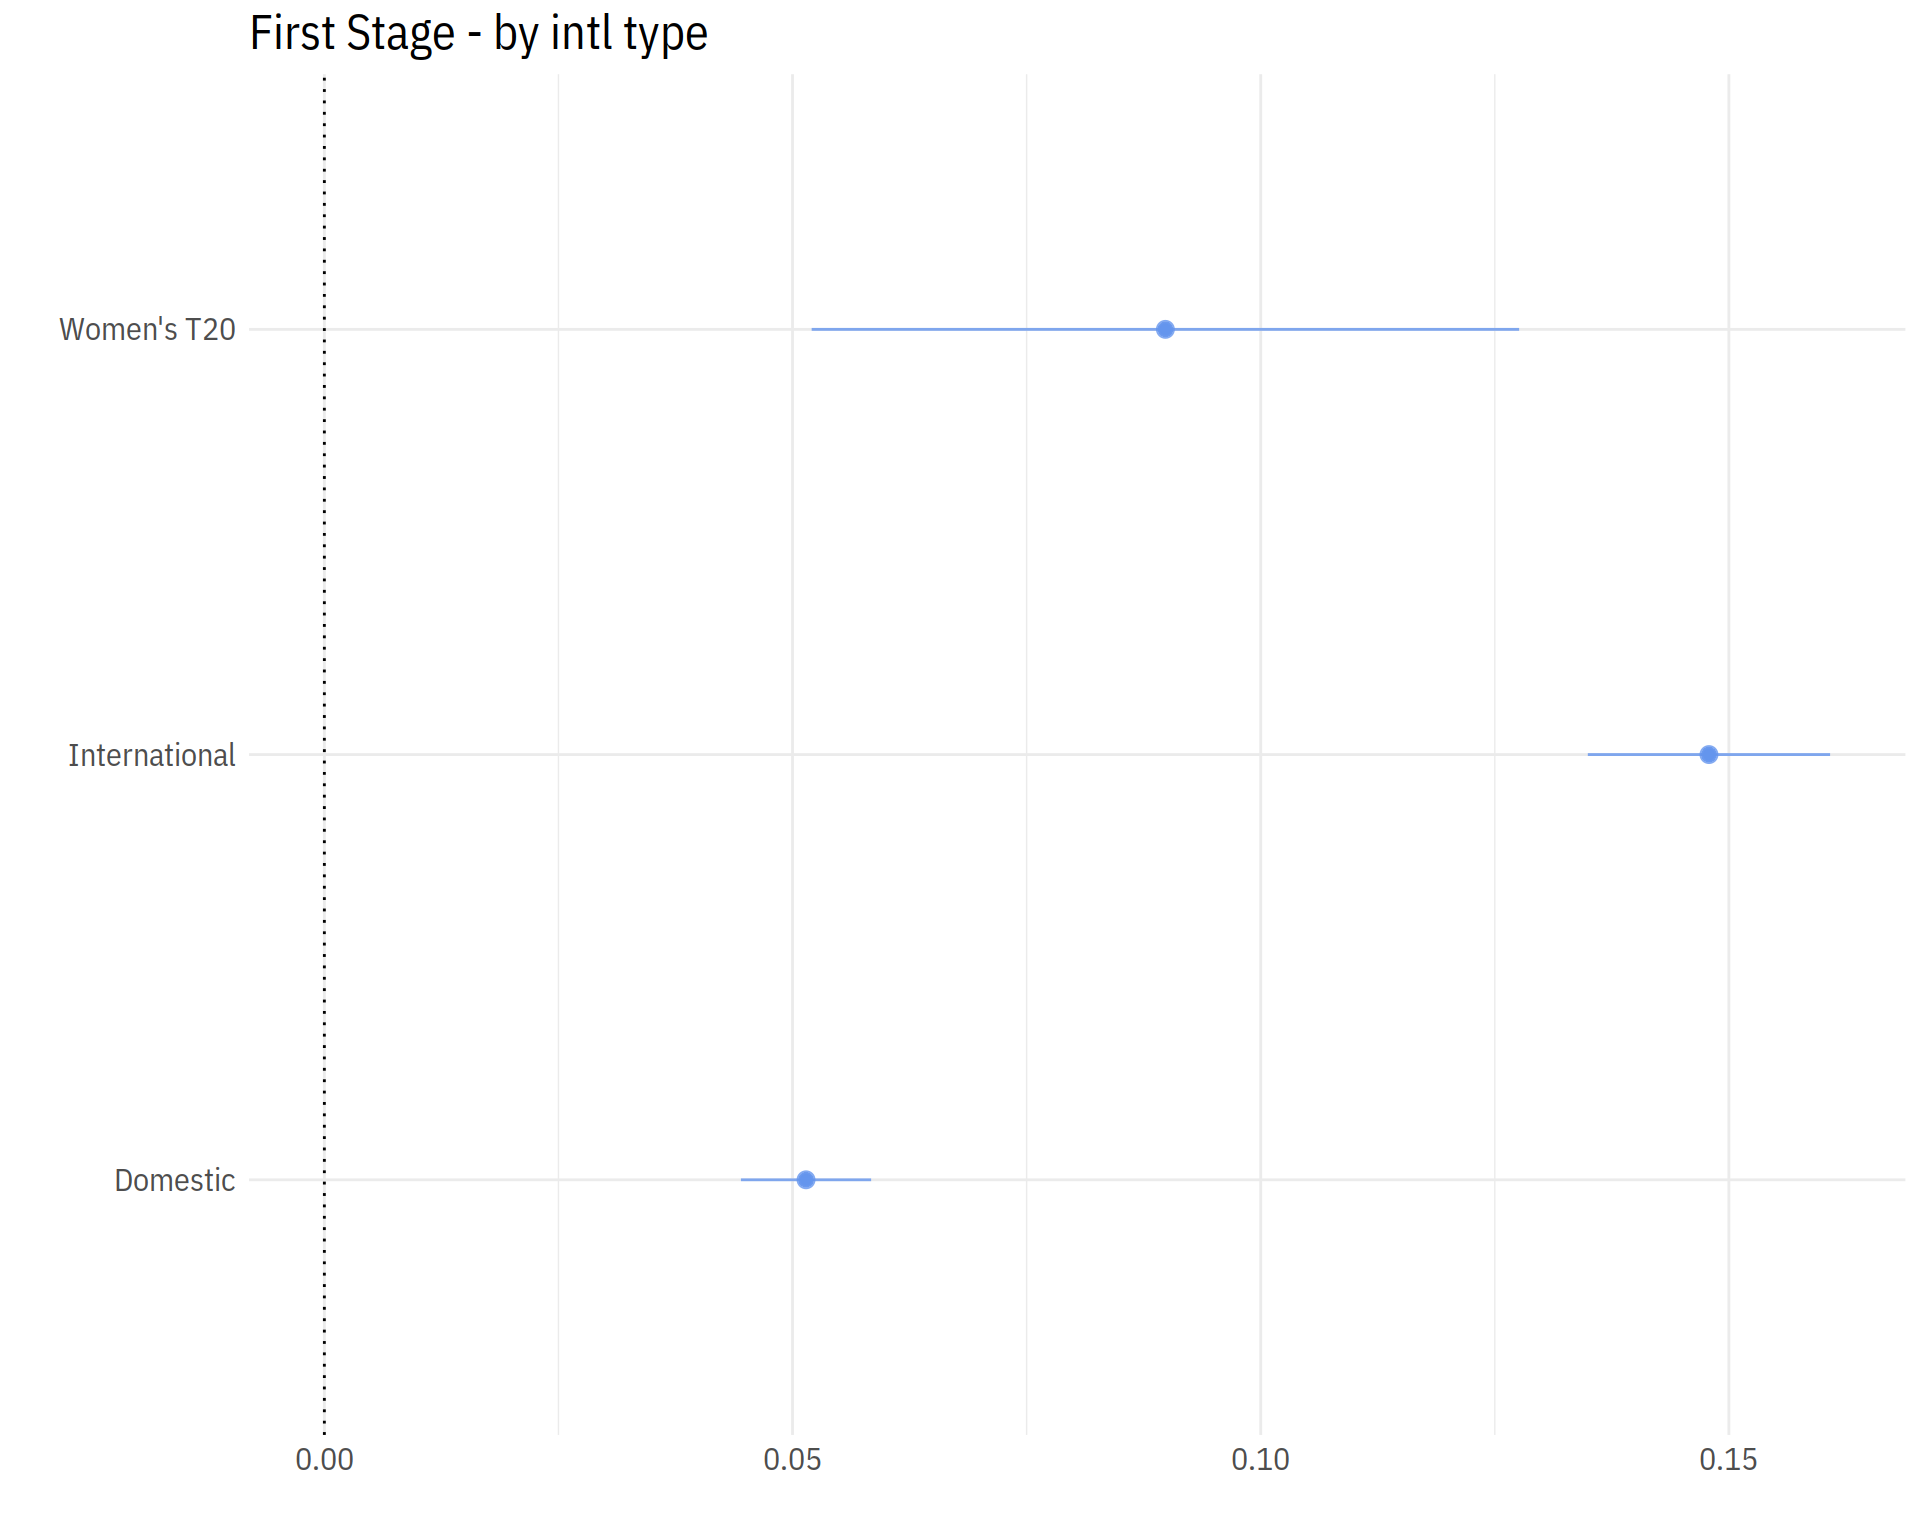 First Stage - by intl type
Women's T20
International
Domestic
0.00 0.05 0.10 0.15